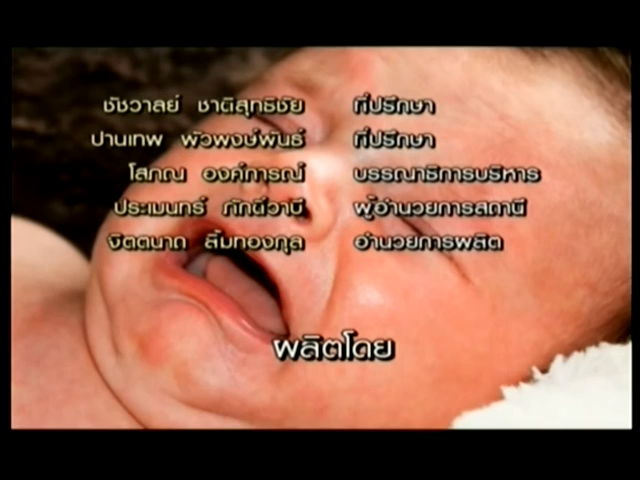 ชัชวาลย์ ชาติสุทธิชัย ที่ปรึกษา
ปานเทพ พัวพงษ์พันธ์ ที่ปรึกษา
โสภณ องค์การณ์ บรรณาธิการบริหาร
ประเมนทร์ ภักดิ์วาปี ผู้อำนวยการสถานี
จิตตนาถ ลิ้มทองกุล อำนวยการผลิต
ผลิตโดย